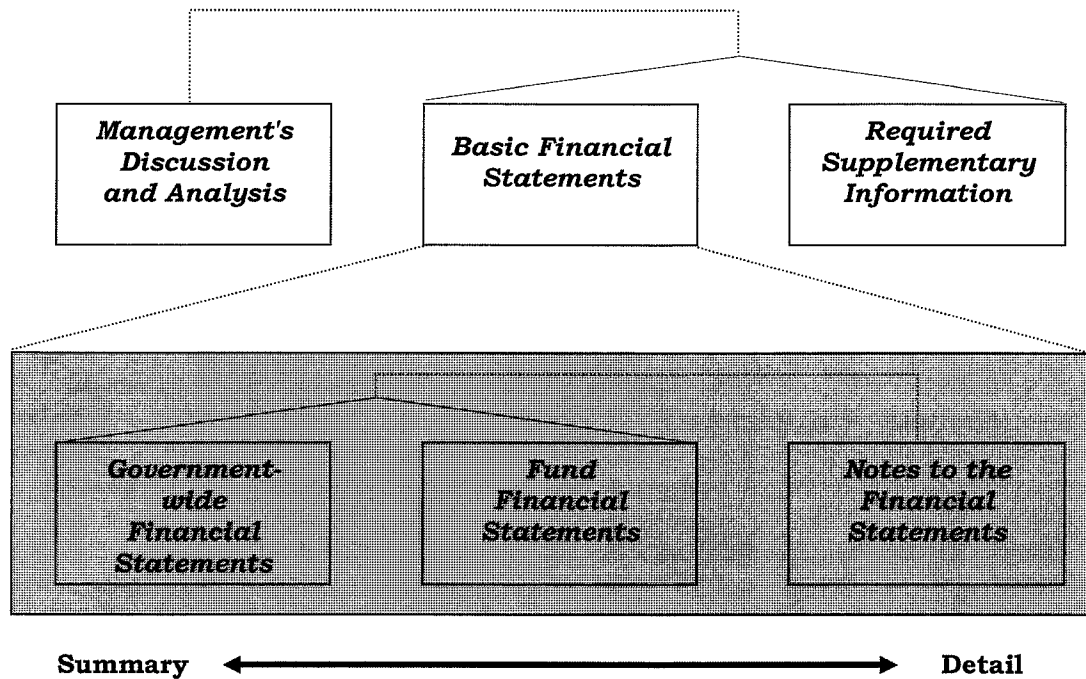 Management's
Discussion
and Analysis
Basic Financial
Statements
Required
Supplementary
Information
Government-
wide
Financial
Statements
Fund
Financial
Statements
Notes to the
Financial
Statements
Summary
Detail